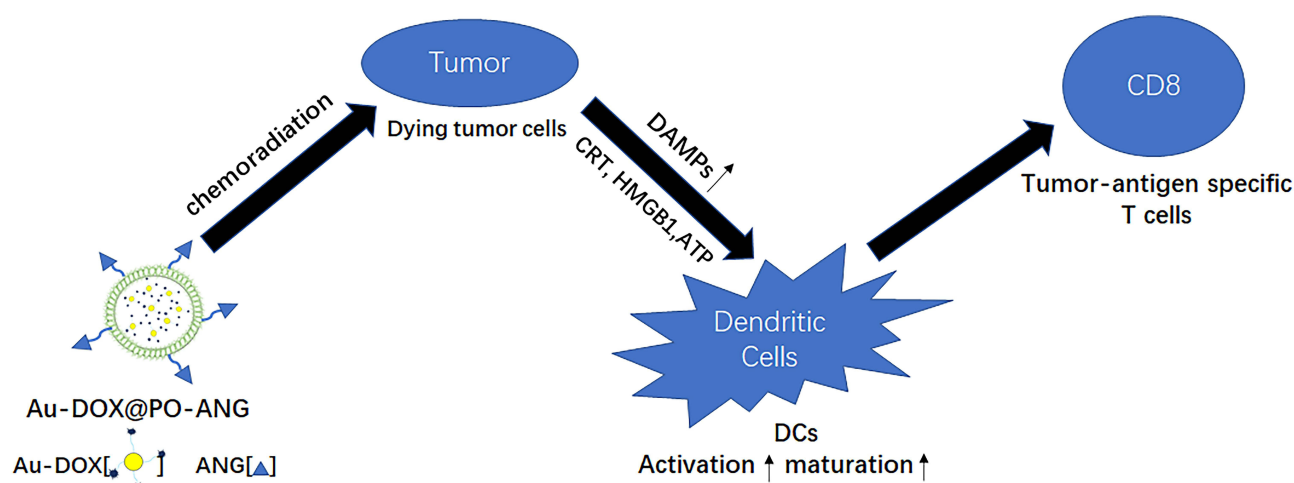 Tumor
Dying tumor cells
chemoradiation
DAMPs
CRT, HMGB1,ATP
CD8
Tumor-antigen specific
T cells
Dendritic
Cells
DCs
Activation ↑ maturation ↑
Au-DOX@PO-ANG
Au-DOX[ ] ANG[ ]